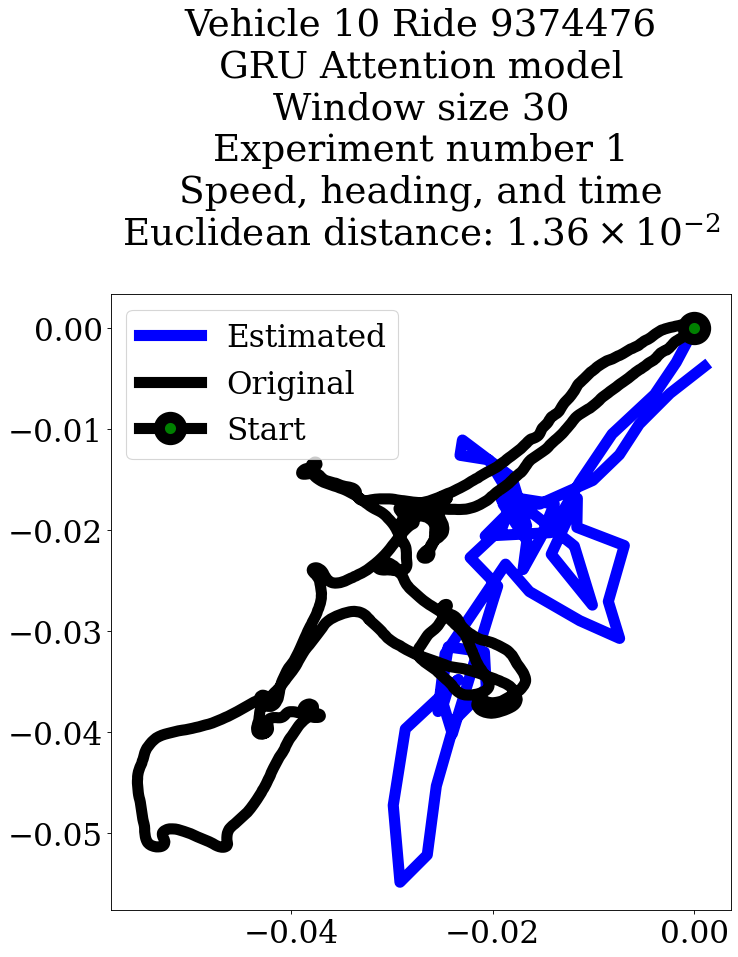 Vehicle 10 Ride 9374476
GRU Attention model
Window size 30
Experiment number 1
Speed, heading, and time
Euclidean distance: 1.36 × 10⁻²
Estimated
Original
Start
0.00
−0.01
−0.02
−0.03
−0.04
−0.05
−0.04
−0.02
0.00